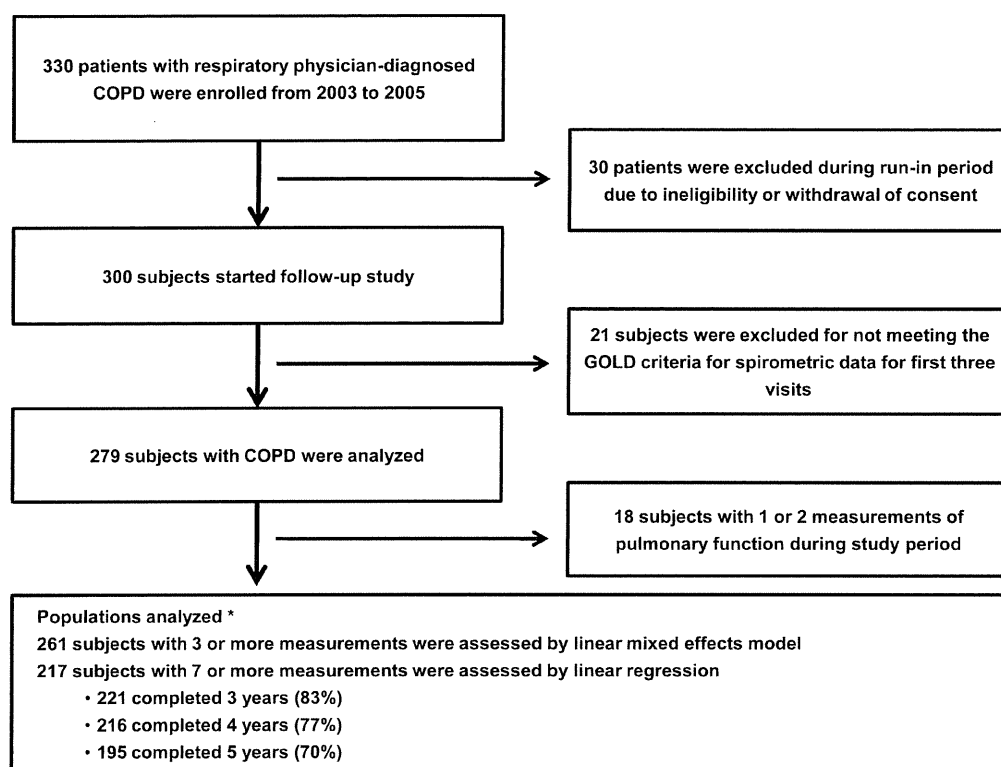 330 patients with respiratory physician-diagnosed
COPD were enrolled from 2003 to 2005
30 patients were excluded during run-in period
due to ineligibility or withdrawal of consent
300 subjects started follow-up study
21 subjects were excluded for not meeting the
GOLD criteria for spirometric data for first three
visits
279 subjects with COPD were analyzed
18 subjects with 1 or 2 measurements of
pulmonary function during study period
Populations analyzed *
261 subjects with 3 or more measurements were assessed by linear mixed effects model
217 subjects with 7 or more measurements were assessed by linear regression
・221 completed 3 years (83%)
・216 completed 4 years (77%)
・195 completed 5 years (70%)